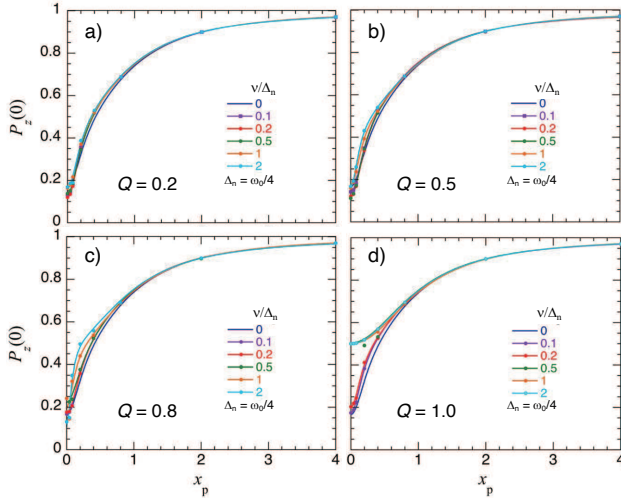 a)
b)
P_z(0)
1
0.8
0.6
0.4
0.2
0
ν/Δ_n
0
0.1
0.2
0.5
1
2
Δ_n = ω_0/4
Q = 0.2
ν/Δ_n
0
0.1
0.2
0.5
1
2
Δ_n = ω_0/4
Q = 0.5
c)
d)
P_z(0)
1
0.8
0.6
0.4
0.2
0
ν/Δ_n
0
0.1
0.2
0.5
1
2
Δ_n = ω_0/4
Q = 0.8
ν/Δ_n
0
0.1
0.2
0.5
1
2
Δ_n = ω_0/4
Q = 1.0
0 1 2 3 4
0 1 2 3 4
x_p
x_p